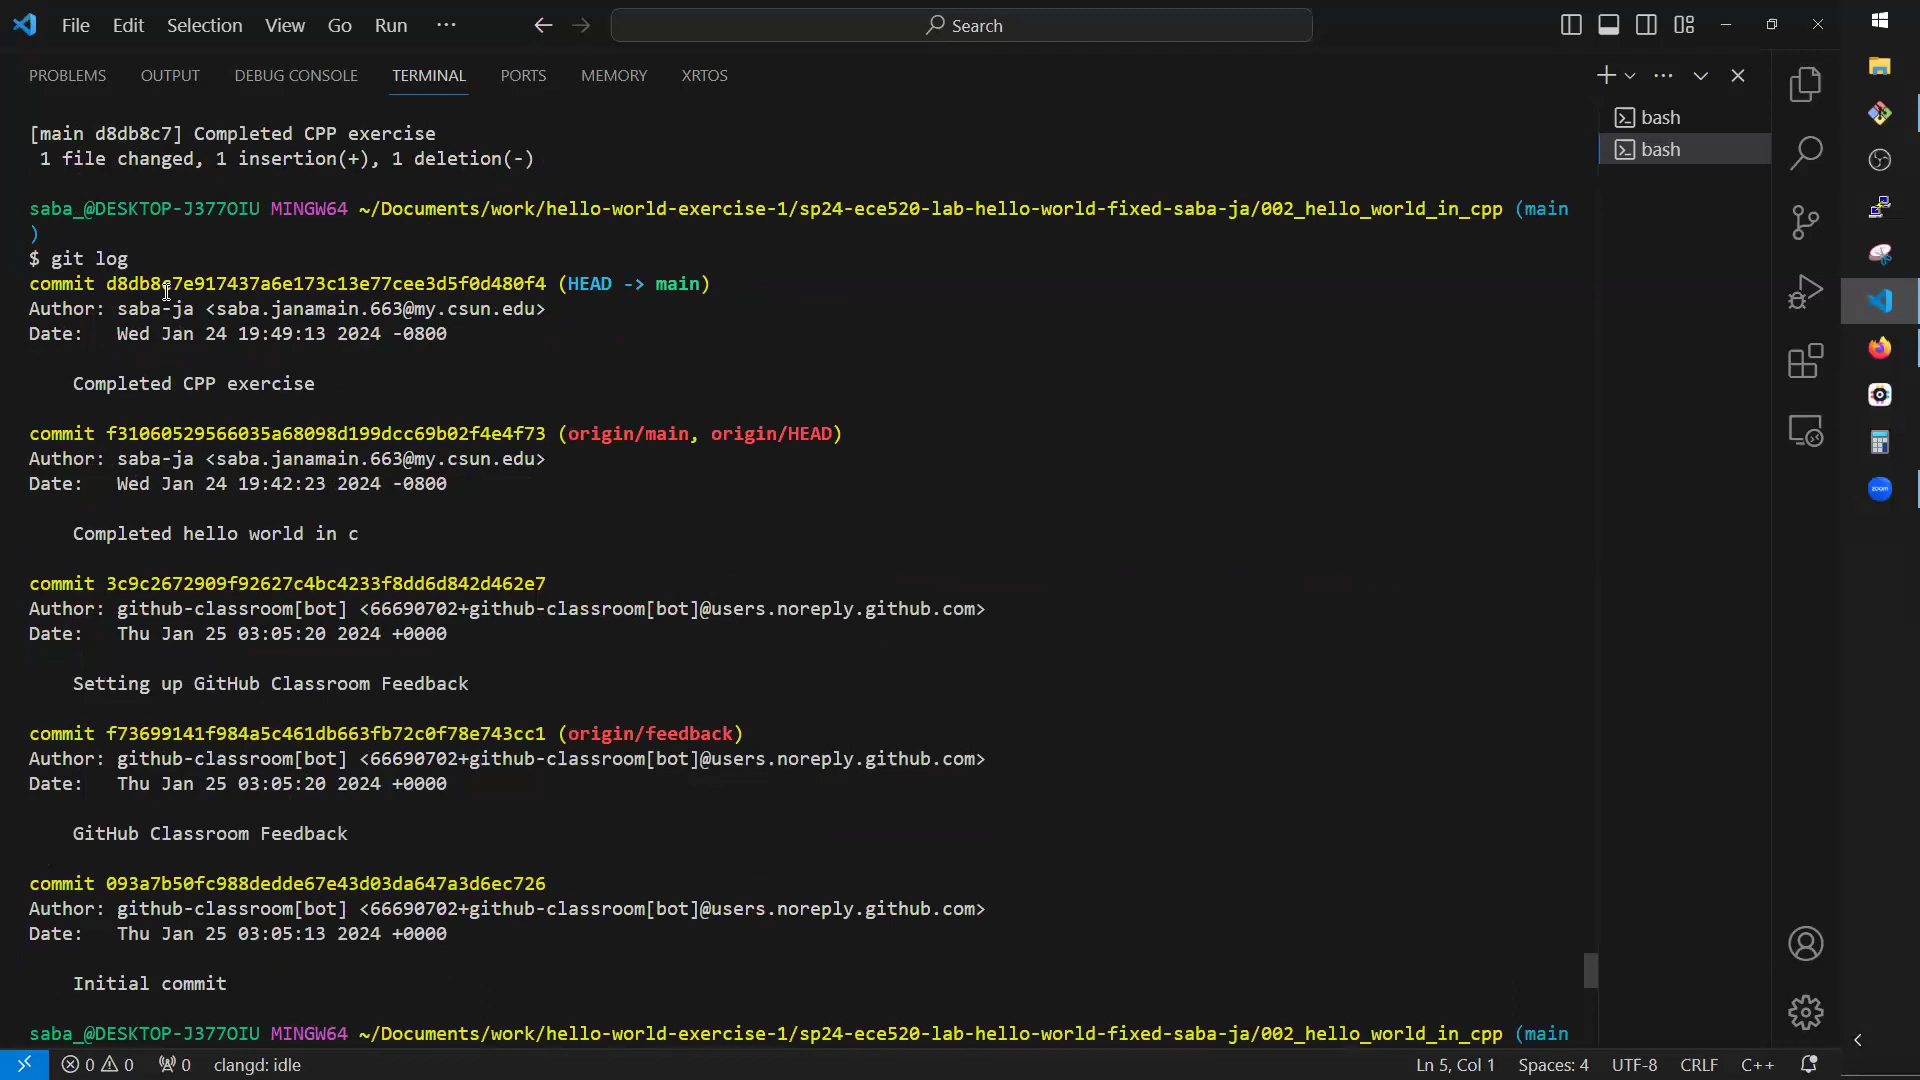 File Edit Selection View Go Run ··· Search
PROBLEMS OUTPUT DEBUG CONSOLE TERMINAL PORTS MEMORY XRTOS
bash
bash
[main d8db8c7] Completed CPP exercise
1 file changed, 1 insertion(+), 1 deletion(-)
saba_@DESKTOP-J377OIU MINGW64 ~/Documents/work/hello-world-exercise-1/sp24-ece520-lab-hello-world-fixed-saba-ja/002_hello_world_in_cpp (main
)
$ git log
commit d8db8c7e917437a6e173c13e77cee3d5f0d480f4 (HEAD -> main)
Author: saba-ja <saba.janamain.663@my.csun.edu>
Date:   Wed Jan 24 19:49:13 2024 -0800
Completed CPP exercise
commit f31060529566035a68098d199dcc69b02f4e4f73 (origin/main, origin/HEAD)
Author: saba-ja <saba.janamain.663@my.csun.edu>
Date:   Wed Jan 24 19:42:23 2024 -0800
Completed hello world in c
commit 3c9c2672909f92627c4bc4233f8dd6d842d462e7
Author: github-classroom[bot] <66690702+github-classroom[bot]@users.noreply.github.com>
Date:   Thu Jan 25 03:05:20 2024 +0000
Setting up GitHub Classroom Feedback
commit f73699141f984a5c461db663fb72c0f78e743cc1 (origin/feedback)
Author: github-classroom[bot] <66690702+github-classroom[bot]@users.noreply.github.com>
Date:   Thu Jan 25 03:05:20 2024 +0000
GitHub Classroom Feedback
commit 093a7b50fc988dedde67e43d03da647a3d6ec726
Author: github-classroom[bot] <66690702+github-classroom[bot]@users.noreply.github.com>
Date:   Thu Jan 25 03:05:13 2024 +0000
Initial commit
saba_@DESKTOP-J377OIU MINGW64 ~/Documents/work/hello-world-exercise-1/sp24-ece520-lab-hello-world-fixed-saba-ja/002_hello_world_in_cpp (main
0 0 0 clangd: idle Ln 5, Col 1 Spaces: 4 UTF-8 CRLF C++
zoom